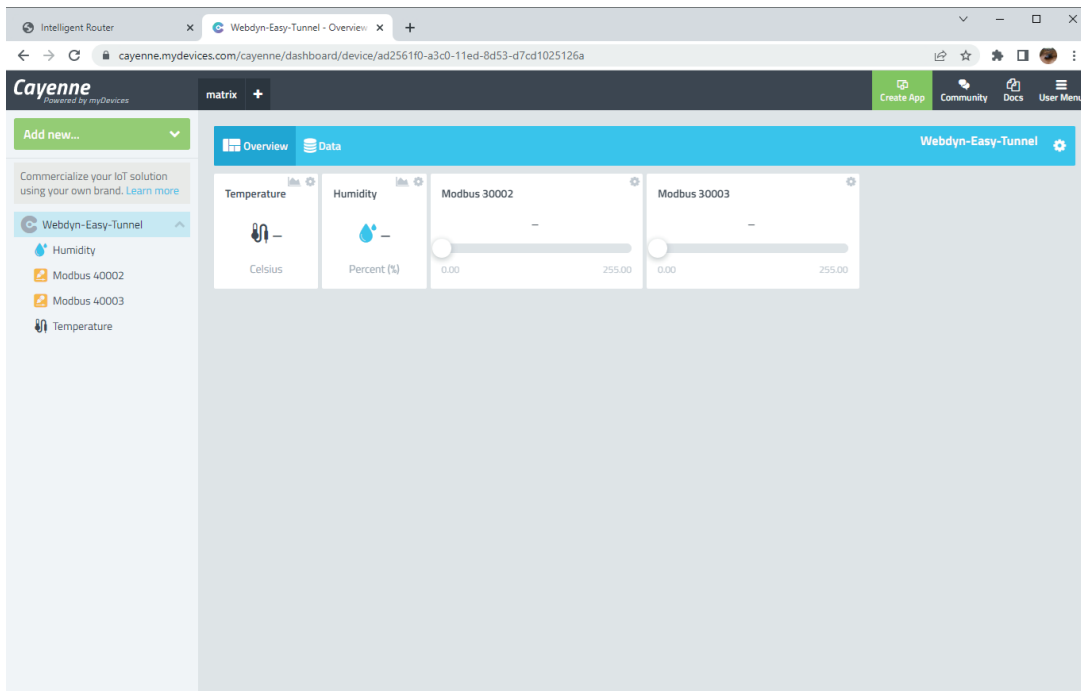 Intelligent Router
Webdyn-Easy-Tunnel - Overview
cayenne.mydevices.com/cayenne/dashboard/device/ad2561f0-a3c0-11ed-8d53-d7cd1025126a
Cayenne
Powered by myDevices
matrix
Create App
Community
Docs
User Menu
Add new...
Overview
Data
Webdyn-Easy-Tunnel
Commercialize your IoT solution
using your own brand. Learn more
Webdyn-Easy-Tunnel
Humidity
Modbus 40002
Modbus 40003
Temperature
Temperature
–
Celsius
Humidity
–
Percent (%)
Modbus 30002
–
0.00 255.00
Modbus 30003
–
0.00 255.00